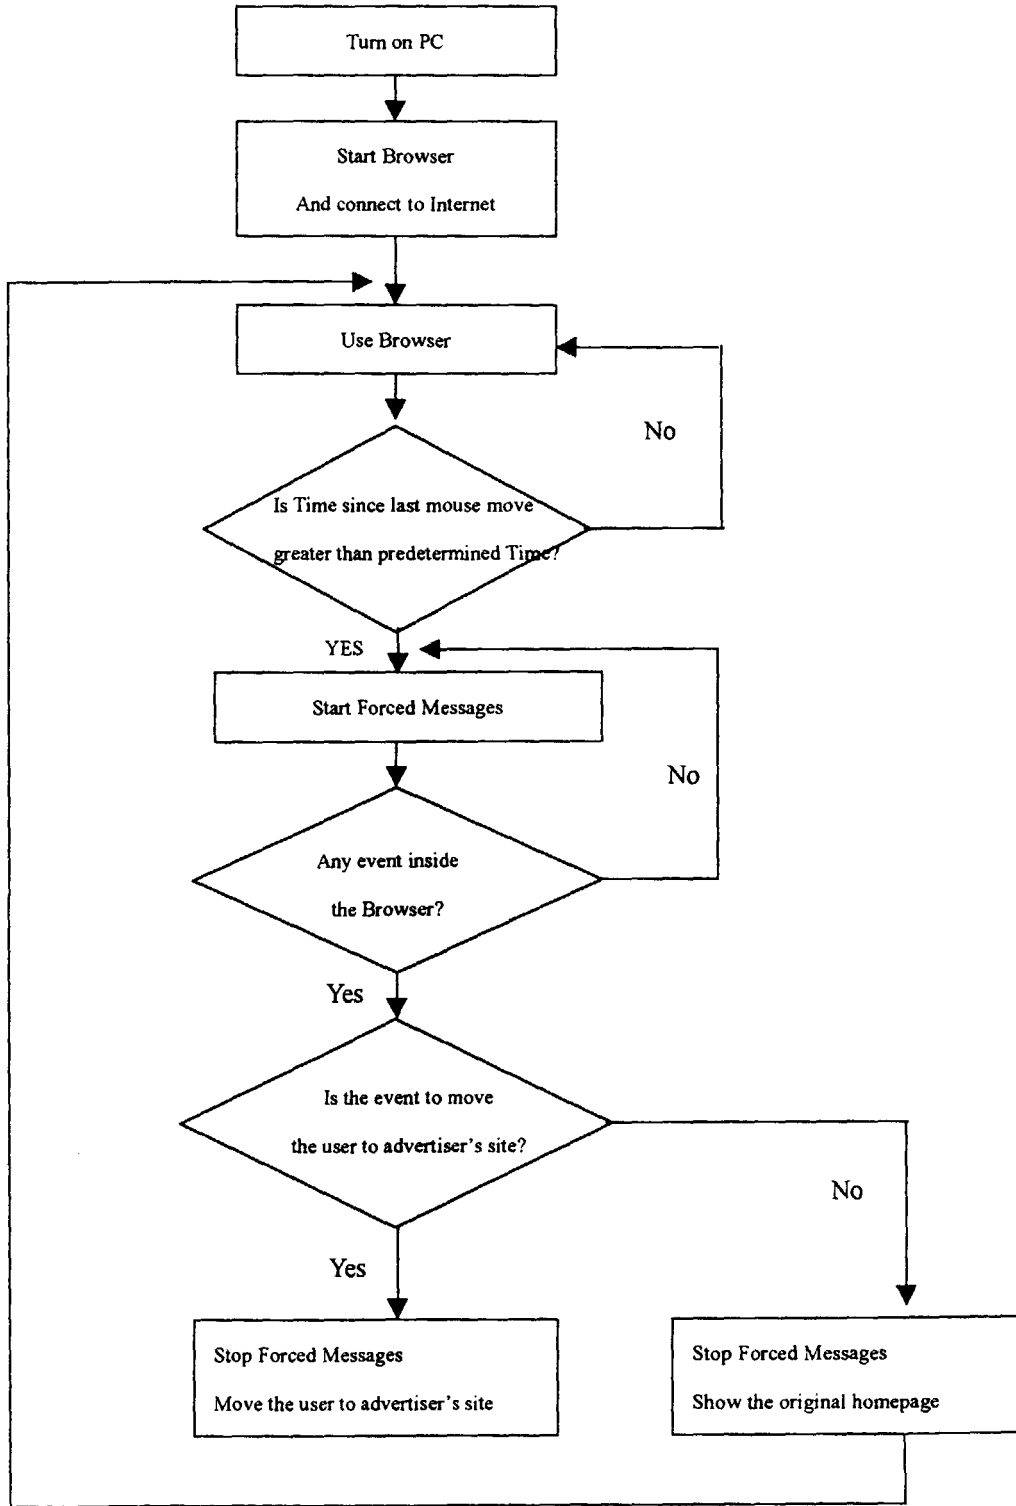 Turn on PC
Start Browser
And connect to Internet
Use Browser
No
Is Time since last mouse move
greater than predetermined Time?
YES
Start Forced Messages
No
Any event inside
the Browser?
Yes
Is the event to move
the user to advertiser's site?
No
Yes
Stop Forced Messages
Move the user to advertiser's site
Stop Forced Messages
Show the original homepage